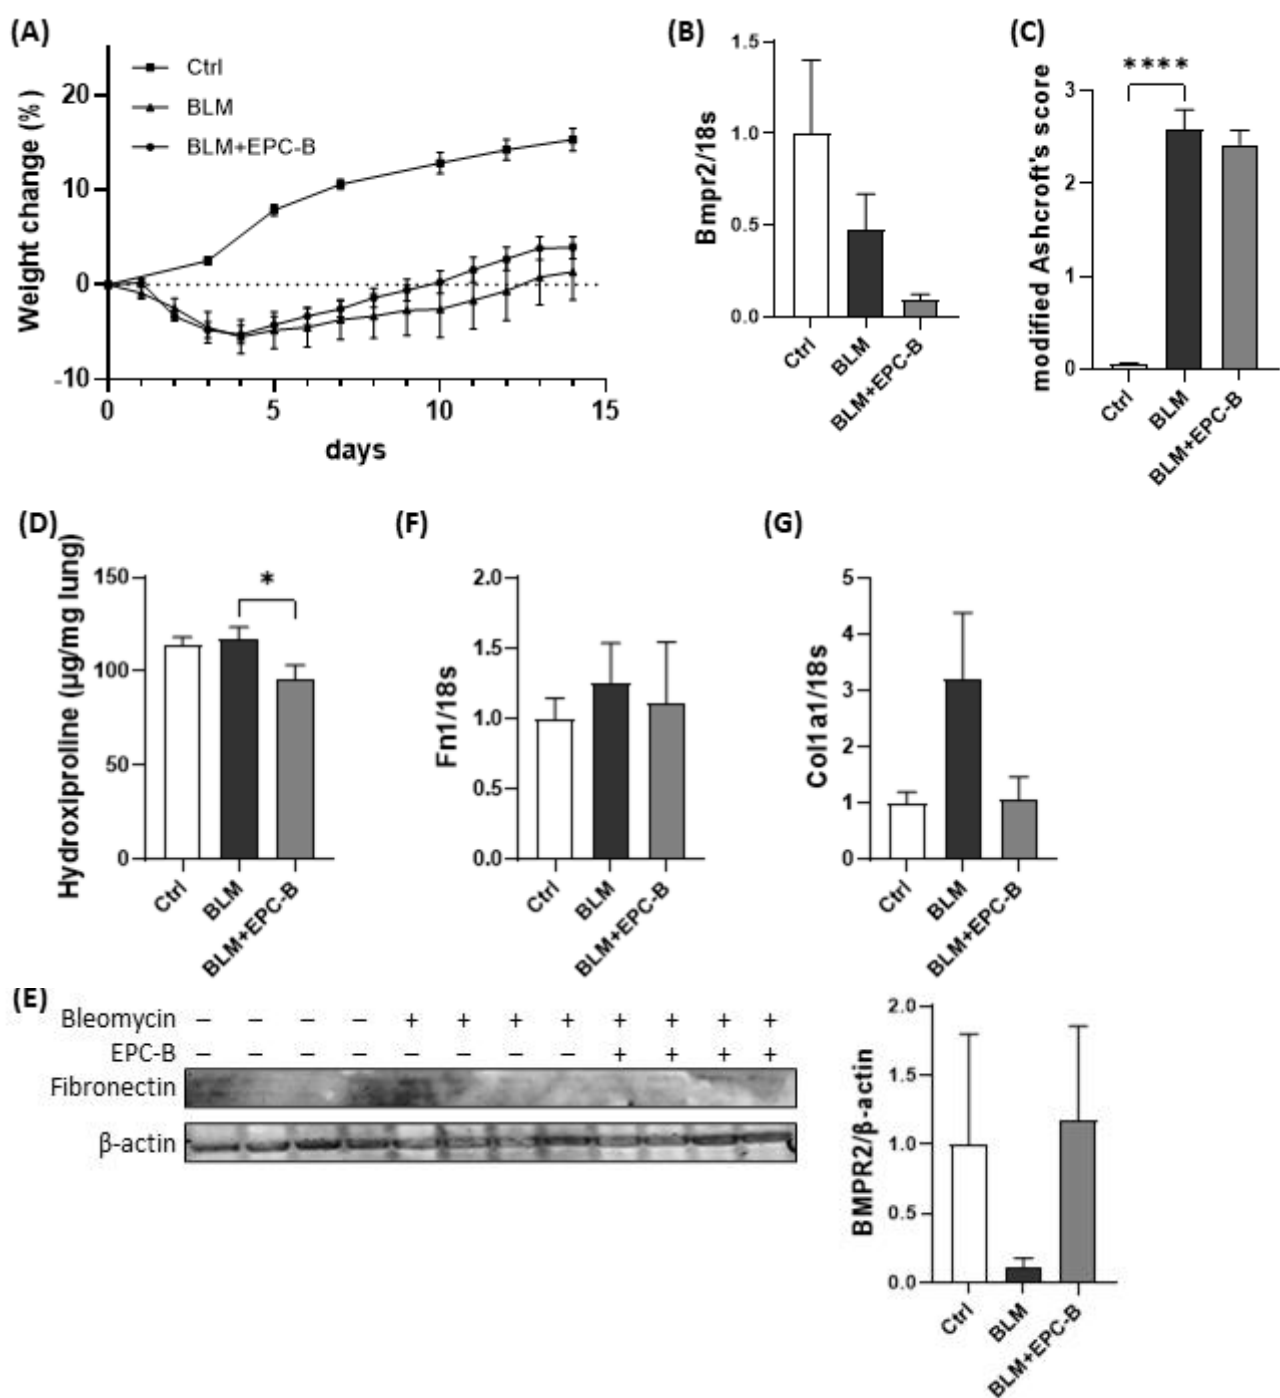 (A)
Weight change (%)
20
10
0
-10
Ctrl
BLM
BLM+EPC-B
0
5
10
15
days
(B)
Bmpr2/18s
1.5
1.0
0.5
0.0
Ctrl
BLM
BLM+EPC-B
(C)
modified Ashcroft's score
****
3
2
1
0
Ctrl
BLM
BLM+EPC-B
(D)
Hydroxiproline (µg/mg lung)
*
150
100
50
0
Ctrl
BLM
BLM+EPC-B
(F)
Fn1/18s
2.0
1.5
1.0
0.5
0.0
Ctrl
BLM
BLM+EPC-B
(G)
Col1a1/18s
5
4
3
2
1
0
Ctrl
BLM
BLM+EPC-B
(E)
Bleomycin – – – – + + + + + + + +
EPC-B – – – – – – – – + + + +
Fibronectin
β-actin
BMPR2/β-actin
2.0
1.5
1.0
0.5
0.0
Ctrl
BLM
BLM+EPC-B